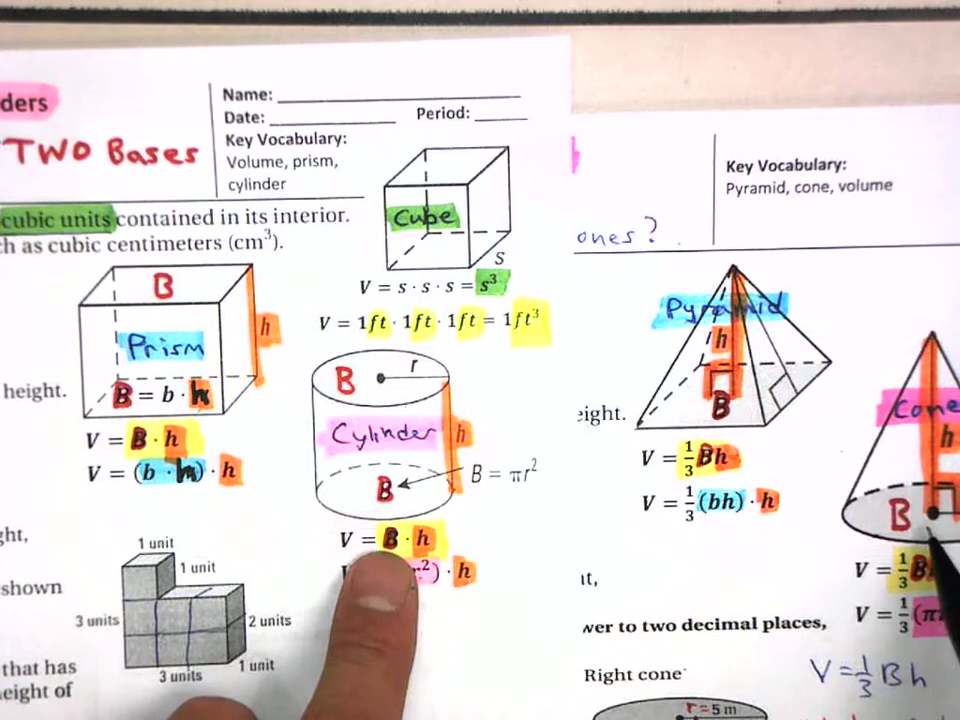 ders
TWO Bases
Name:
Date: Period:
Key Vocabulary:
Volume, prism,
cylinder
cubic units contained in its interior.
h as cubic centimeters (cm³).
Cube
S
V = s · s · s = s³
V = 1ft · 1ft · 1ft = 1ft³
B
Prism
h
height.
B = b · h
V = B · h
V = (b · h) · h
B
r
Cylinder
h
B
B = πr²
V = B · h
r²) · h
ght,
1 unit
1 unit
shown
3 units
2 units
that has
1 unit
3 units
height of
Key Vocabulary:
Pyramid, cone, volume
ones?
Pyramid
h
B
eight.
V = 1/3 Bh
V = 1/3 (bh) · h
Cone
h
B
V = 1/3 B
V = 1/3 (π
it,
wer to two decimal places,
Right cone
V = 1/3 B h
r = 5 m